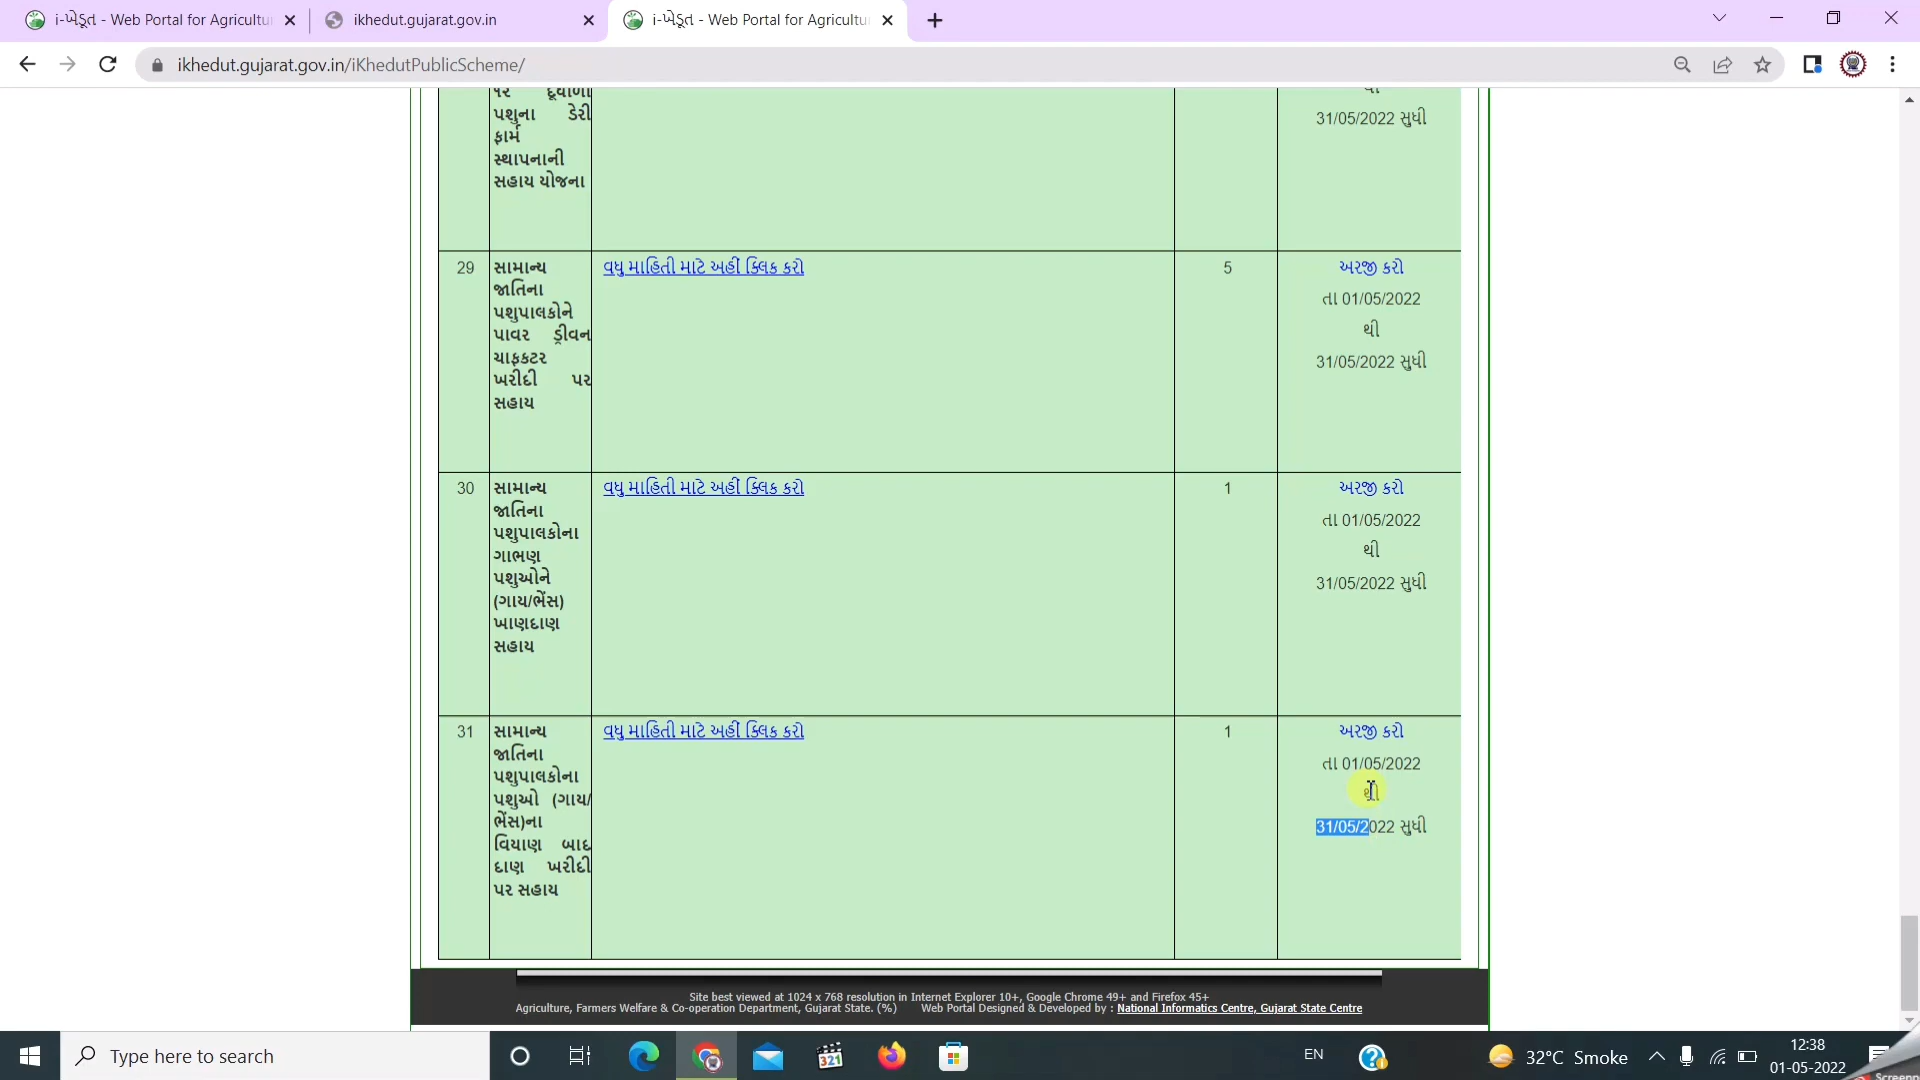 i-ખેડૂત - Web Portal for Agricultu
ikhedut.gujarat.gov.in
i-ખેડૂત - Web Portal for Agricultu
ikhedut.gujarat.gov.in/iKhedutPublicScheme/
૧૨ દૂધાળા
પશુના ડેરી
ફાર્મ
સ્થાપનાની
સહાય યોજના
થી
31/05/2022 સુધી
29
સામાન્ય
જાતિના
પશુપાલકોને
પાવર ડ્રીવન
ચાફકટર
ખરીદી પર
સહાય
વધુ માહિતી માટે અહીં ક્લિક કરો
5
અરજી કરો
તા 01/05/2022
થી
31/05/2022 સુધી
30
સામાન્ય
જાતિના
પશુપાલકોના
ગાભણ
પશુઓને
(ગાય/ભેંસ)
ખાણદાણ
સહાય
વધુ માહિતી માટે અહીં ક્લિક કરો
1
અરજી કરો
તા 01/05/2022
થી
31/05/2022 સુધી
31
સામાન્ય
જાતિના
પશુપાલકોના
પશુઓ (ગાય/
ભેંસ)ના
વિયાણ બાદ
દાણ ખરીદી
પર સહાય
વધુ માહિતી માટે અહીં ક્લિક કરો
1
અરજી કરો
તા 01/05/2022
થી
31/05/2022 સુધી
Site best viewed at 1024 x 768 resolution in Internet Explorer 10+, Google Chrome 49+ and Firefox 45+
Agriculture, Farmers Welfare & Co-operation Department, Gujarat State. (%) Web Portal Designed & Developed by : National Informatics Centre, Gujarat State Centre
Type here to search
321
EN
32°C Smoke
12:38
01-05-2022